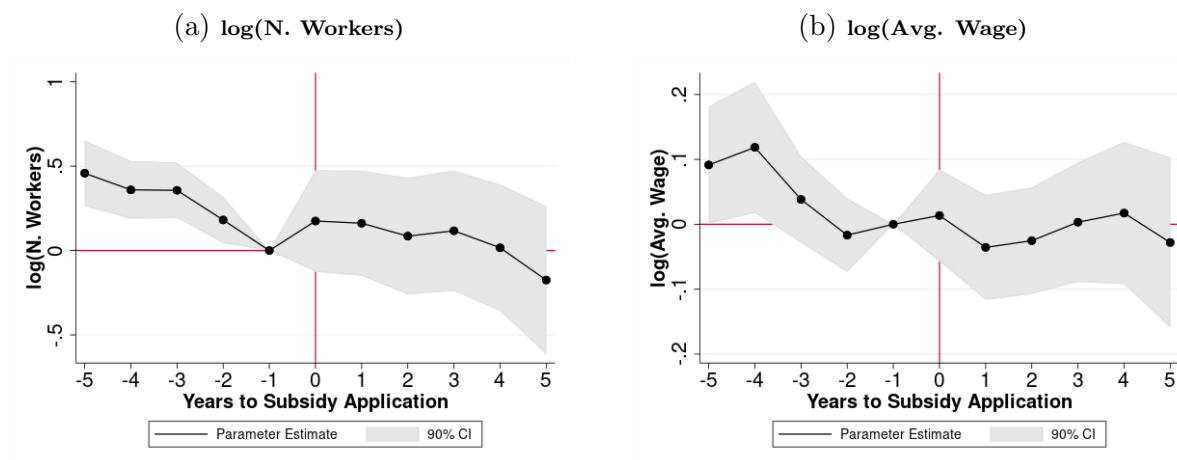 (a) log(N. Workers)
1
.5
0
-.5
log(N. Workers)
-5 -4 -3 -2 -1 0 1 2 3 4 5
Years to Subsidy Application
Parameter Estimate 90% CI
(b) log(Avg. Wage)
.2
.1
0
-.1
-.2
log(Avg. Wage)
-5 -4 -3 -2 -1 0 1 2 3 4 5
Years to Subsidy Application
Parameter Estimate 90% CI